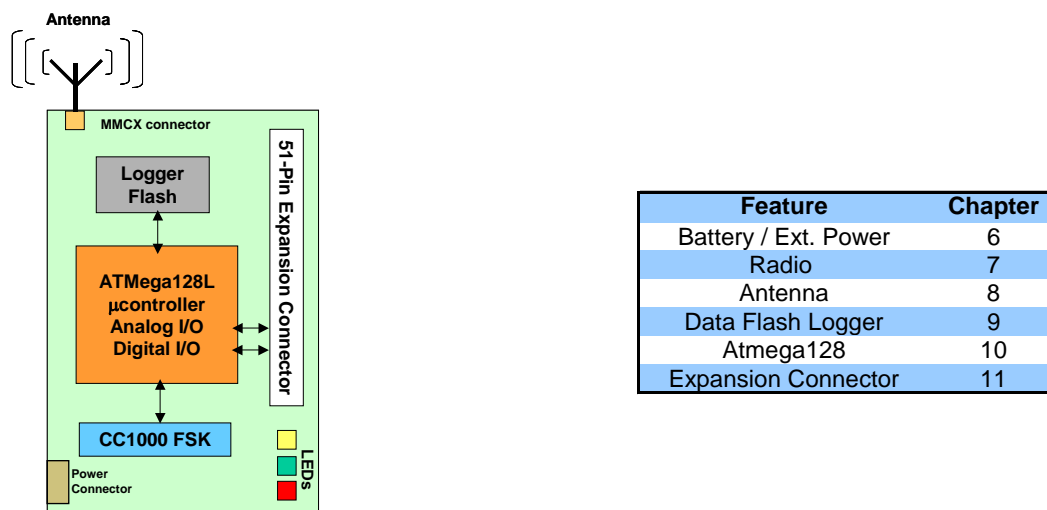 Antenna
MMCX connector
Logger
Flash
51-Pin Expansion Connector
ATMega128L
µcontroller
Analog I/O
Digital I/O
CC1000 FSK
LEDs
Power
Connector
Feature Chapter
Battery / Ext. Power 6
Radio 7
Antenna 8
Data Flash Logger 9
Atmega128 10
Expansion Connector 11